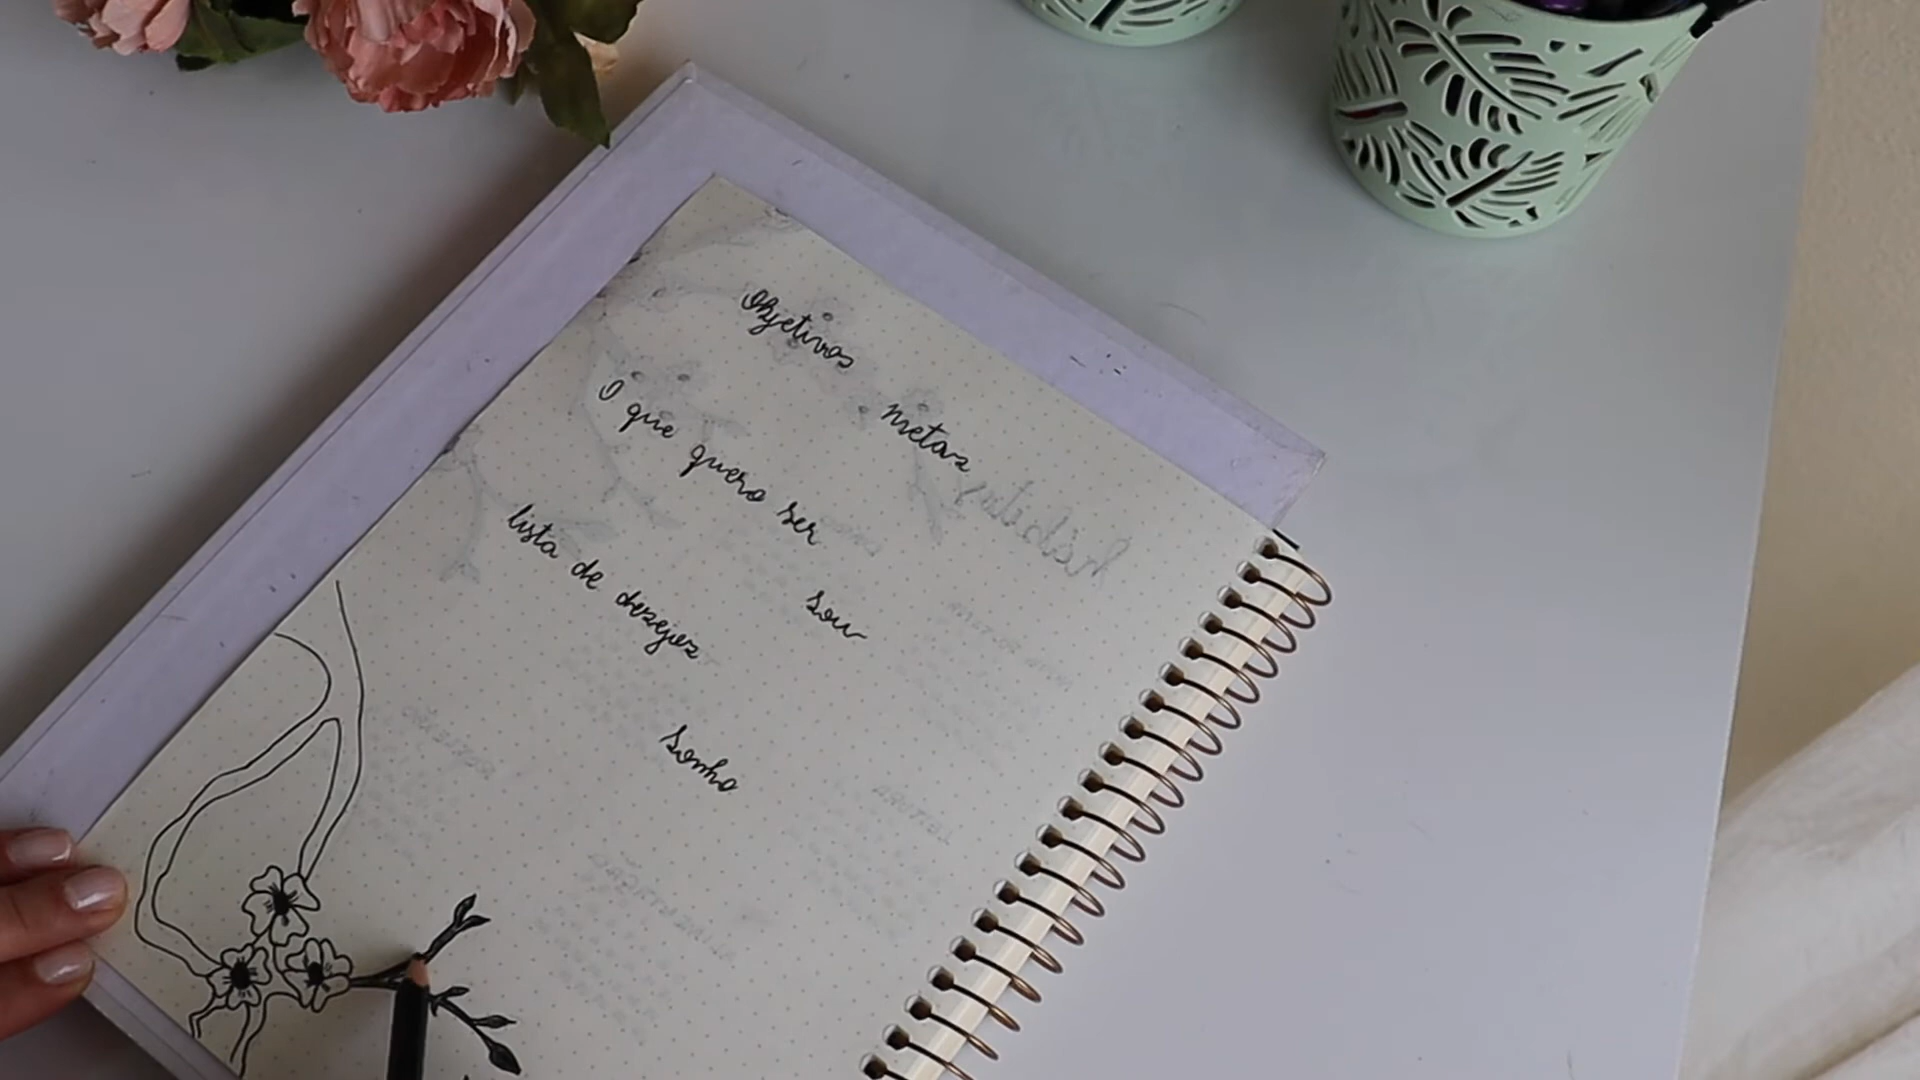 Objetivos
metas
O que quero ser
sou
lista de desejos
sonho